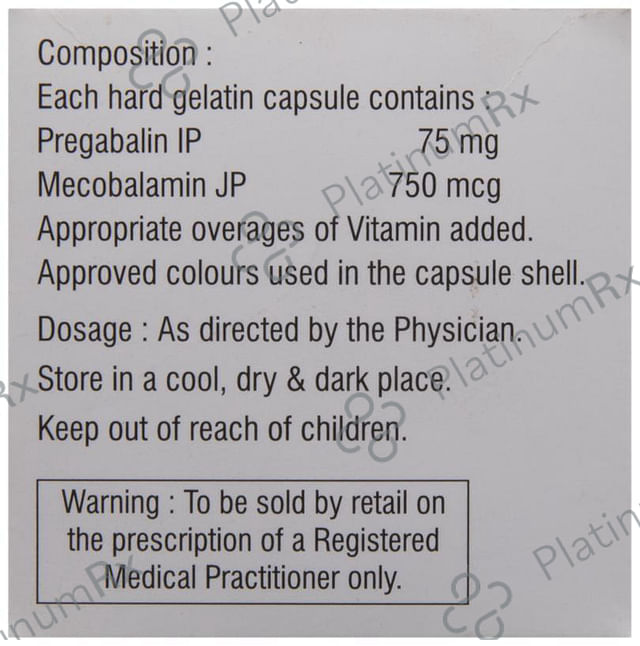 Composition :
Each hard gelatin capsule contains :
Pregabalin IP 75 mg
Mecobalamin JP 750 mcg
Appropriate overages of Vitamin added.
Approved colours used in the capsule shell.
Dosage : As directed by the Physician.
Store in a cool, dry & dark place.
Keep out of reach of children.
Warning : To be sold by retail on
the prescription of a Registered
Medical Practitioner only.
PlatinumRx
PlatinumRx